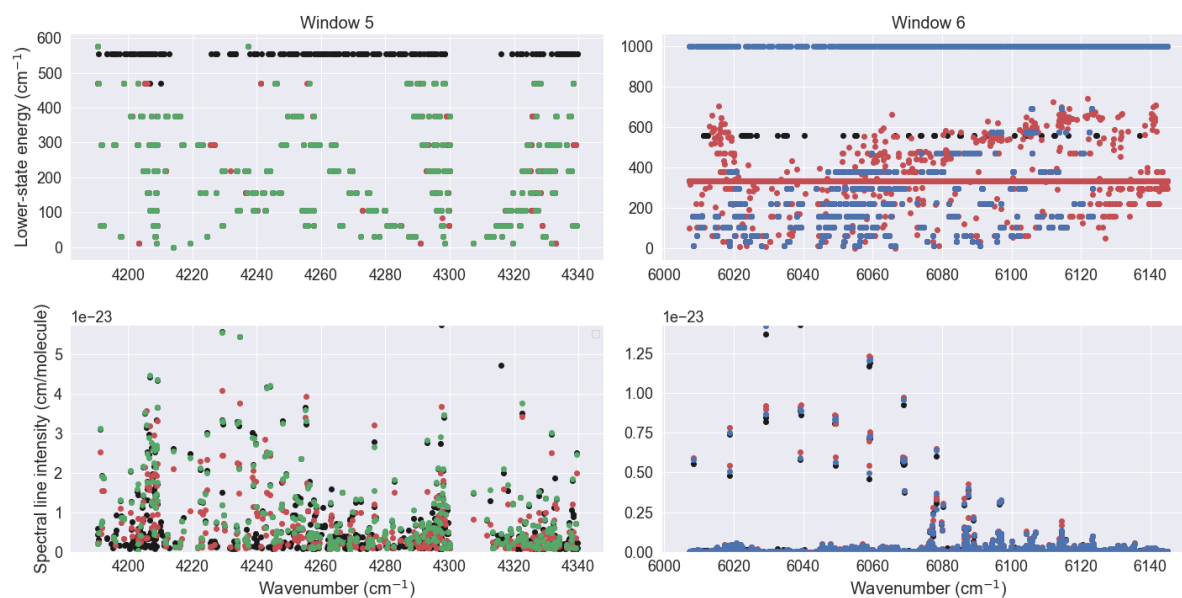 Window 5
Window 6
Lower-state energy (cm⁻¹)
600
500
400
300
200
100
0
4200 4220 4240 4260 4280 4300 4320 4340
1000
800
600
400
200
0
6000 6020 6040 6060 6080 6100 6120 6140
Spectral line intensity (cm/molecule)
1e−23
5
4
3
2
1
0
4200 4220 4240 4260 4280 4300 4320 4340
Wavenumber (cm⁻¹)
1e−23
1.25
1.00
0.75
0.50
0.25
0.00
6000 6020 6040 6060 6080 6100 6120 6140
Wavenumber (cm⁻¹)